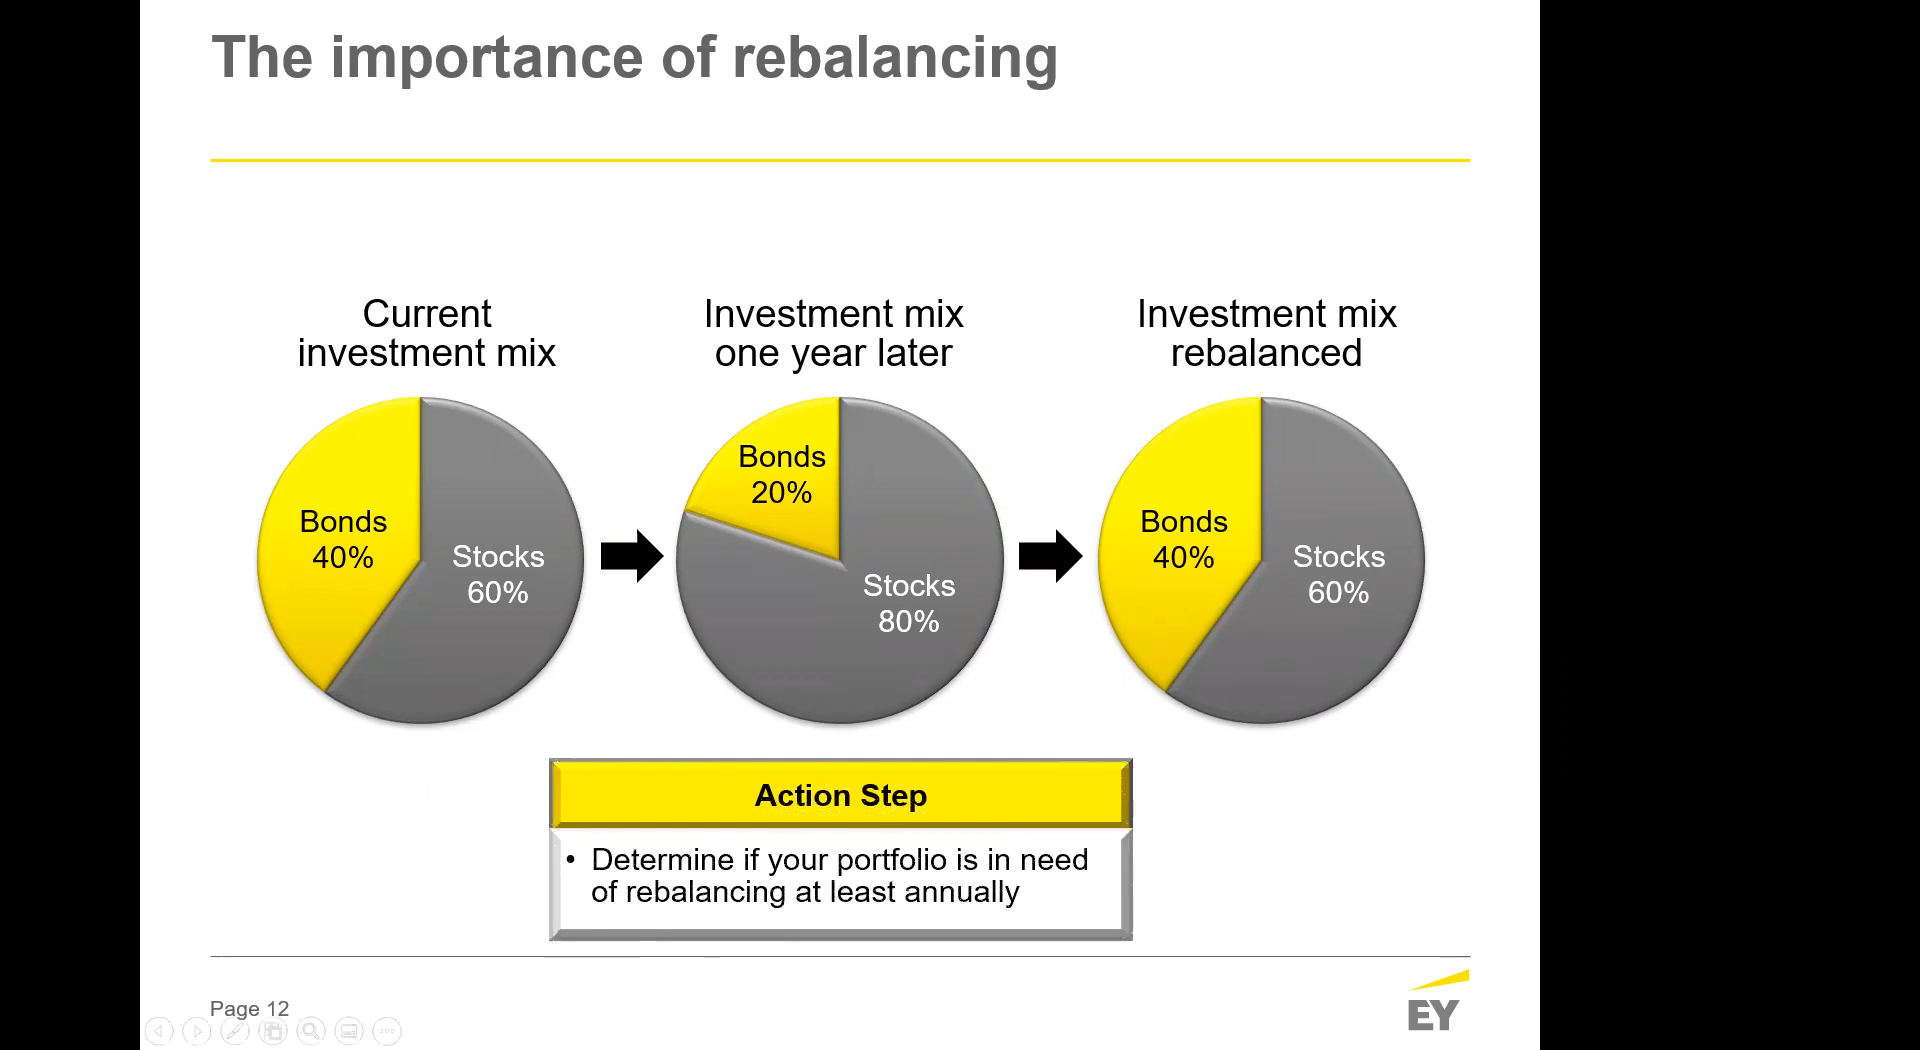 The importance of rebalancing
Current
investment mix
Investment mix
one year later
Investment mix
rebalanced
Bonds
40%
Stocks
60%
Bonds
20%
Stocks
80%
Bonds
40%
Stocks
60%
Action Step
• Determine if your portfolio is in need
of rebalancing at least annually
Page 12
EY